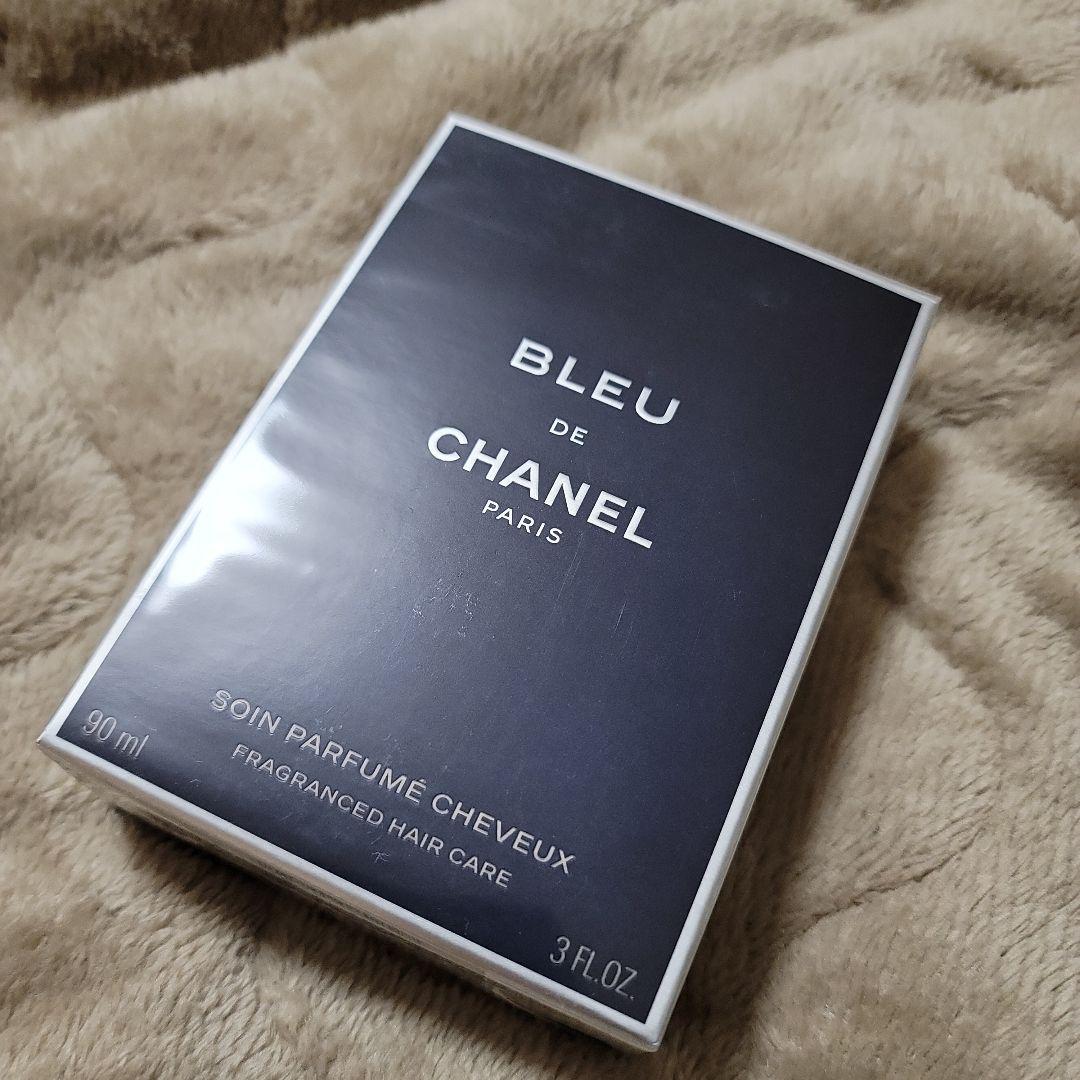 BLEU
DE
CHANEL
PARIS
SOIN PARFUMÉ CHEVEUX
FRAGRANCED HAIR CARE
90 ml
3 FL.OZ.